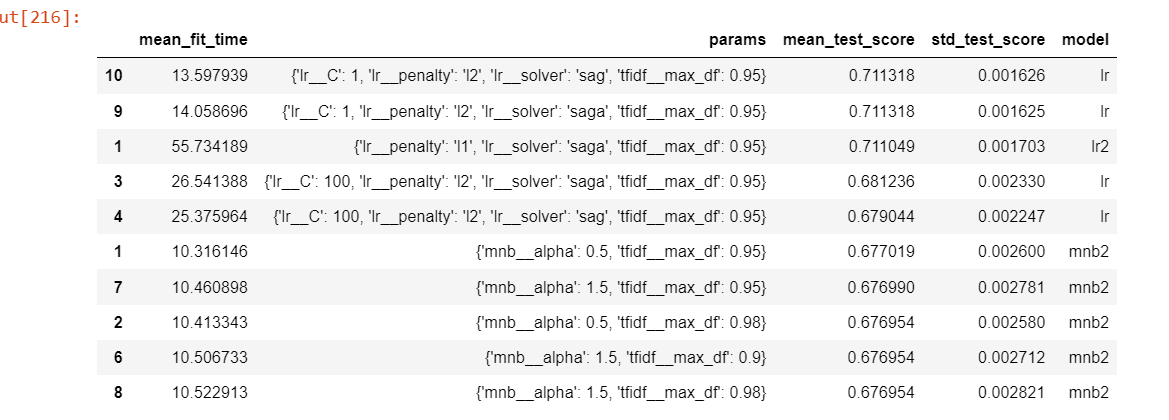 ut[216]:
mean_fit_time params mean_test_score std_test_score model
10 13.597939 {'lr__C': 1, 'lr__penalty': 'l2', 'lr__solver': 'sag', 'tfidf__max_df': 0.95} 0.711318 0.001626 lr
9 14.058696 {'lr__C': 1, 'lr__penalty': 'l2', 'lr__solver': 'saga', 'tfidf__max_df': 0.95} 0.711318 0.001625 lr
1 55.734189 {'lr__penalty': 'l1', 'lr__solver': 'saga', 'tfidf__max_df': 0.95} 0.711049 0.001703 lr2
3 26.541388 {'lr__C': 100, 'lr__penalty': 'l2', 'lr__solver': 'saga', 'tfidf__max_df': 0.95} 0.681236 0.002330 lr
4 25.375964 {'lr__C': 100, 'lr__penalty': 'l2', 'lr__solver': 'sag', 'tfidf__max_df': 0.95} 0.679044 0.002247 lr
1 10.316146 {'mnb__alpha': 0.5, 'tfidf__max_df': 0.95} 0.677019 0.002600 mnb2
7 10.460898 {'mnb__alpha': 1.5, 'tfidf__max_df': 0.95} 0.676990 0.002781 mnb2
2 10.413343 {'mnb__alpha': 0.5, 'tfidf__max_df': 0.98} 0.676954 0.002580 mnb2
6 10.506733 {'mnb__alpha': 1.5, 'tfidf__max_df': 0.9} 0.676954 0.002712 mnb2
8 10.522913 {'mnb__alpha': 1.5, 'tfidf__max_df': 0.98} 0.676954 0.002821 mnb2